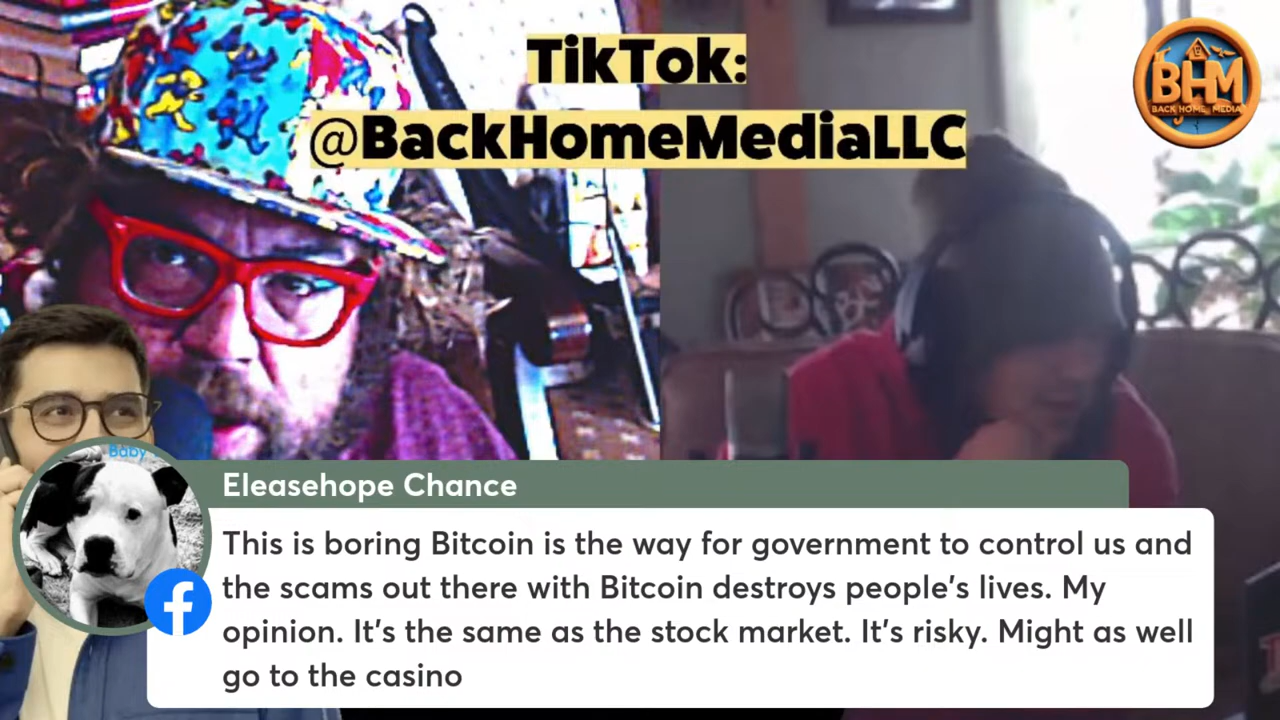 TikTok:
@BackHomeMediaLLC
BHM
BACK HOME MEDIA
Baby
Eleasehope Chance
This is boring Bitcoin is the way for government to control us and
the scams out there with Bitcoin destroys people's lives. My
opinion. It's the same as the stock market. It's risky. Might as well
go to the casino